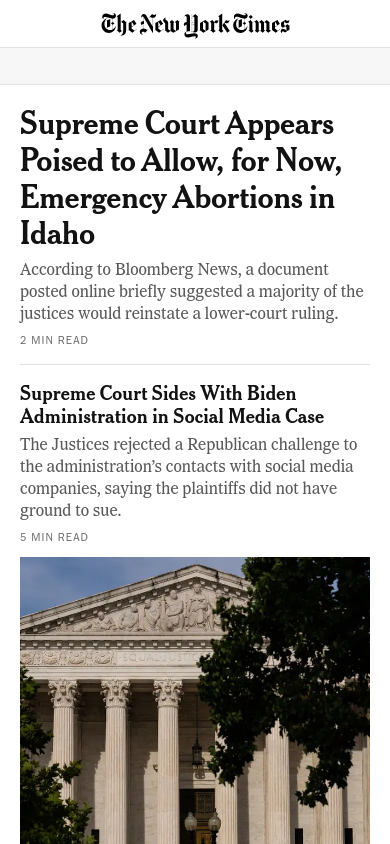 The New York Times
Supreme Court Appears
Poised to Allow, for Now,
Emergency Abortions in
Idaho
According to Bloomberg News, a document
posted online briefly suggested a majority of the
justices would reinstate a lower-court ruling.
2 MIN READ
Supreme Court Sides With Biden
Administration in Social Media Case
The Justices rejected a Republican challenge to
the administration’s contacts with social media
companies, saying the plaintiffs did not have
ground to sue.
5 MIN READ